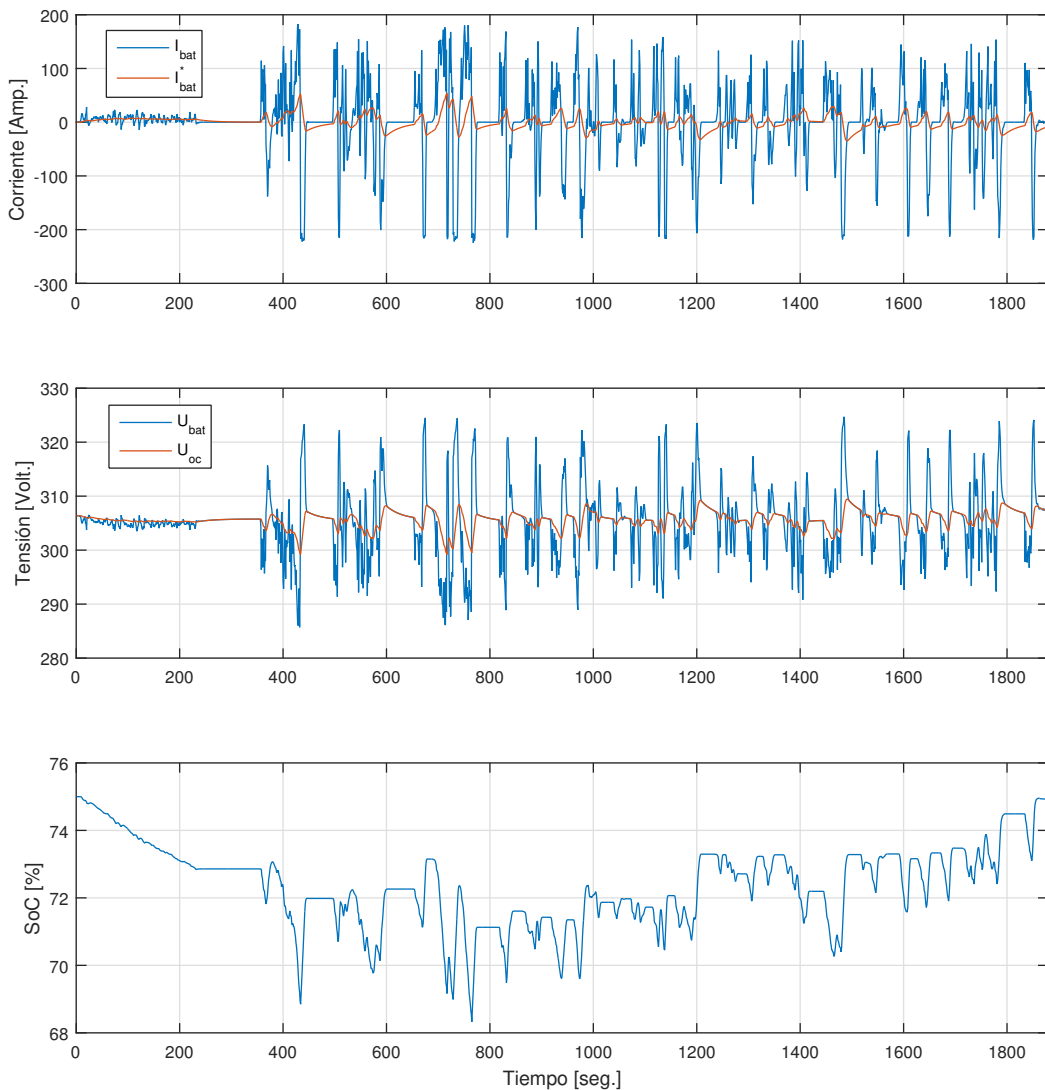 200
100
0
-100
-200
-300
Corriente [Amp.]
I_bat
I*_bat
0 200 400 600 800 1000 1200 1400 1600 1800
330
320
310
300
290
280
Tensión [Volt.]
U_bat
U_oc
0 200 400 600 800 1000 1200 1400 1600 1800
76
74
72
70
68
SoC [%]
0 200 400 600 800 1000 1200 1400 1600 1800
Tiempo [seg.]